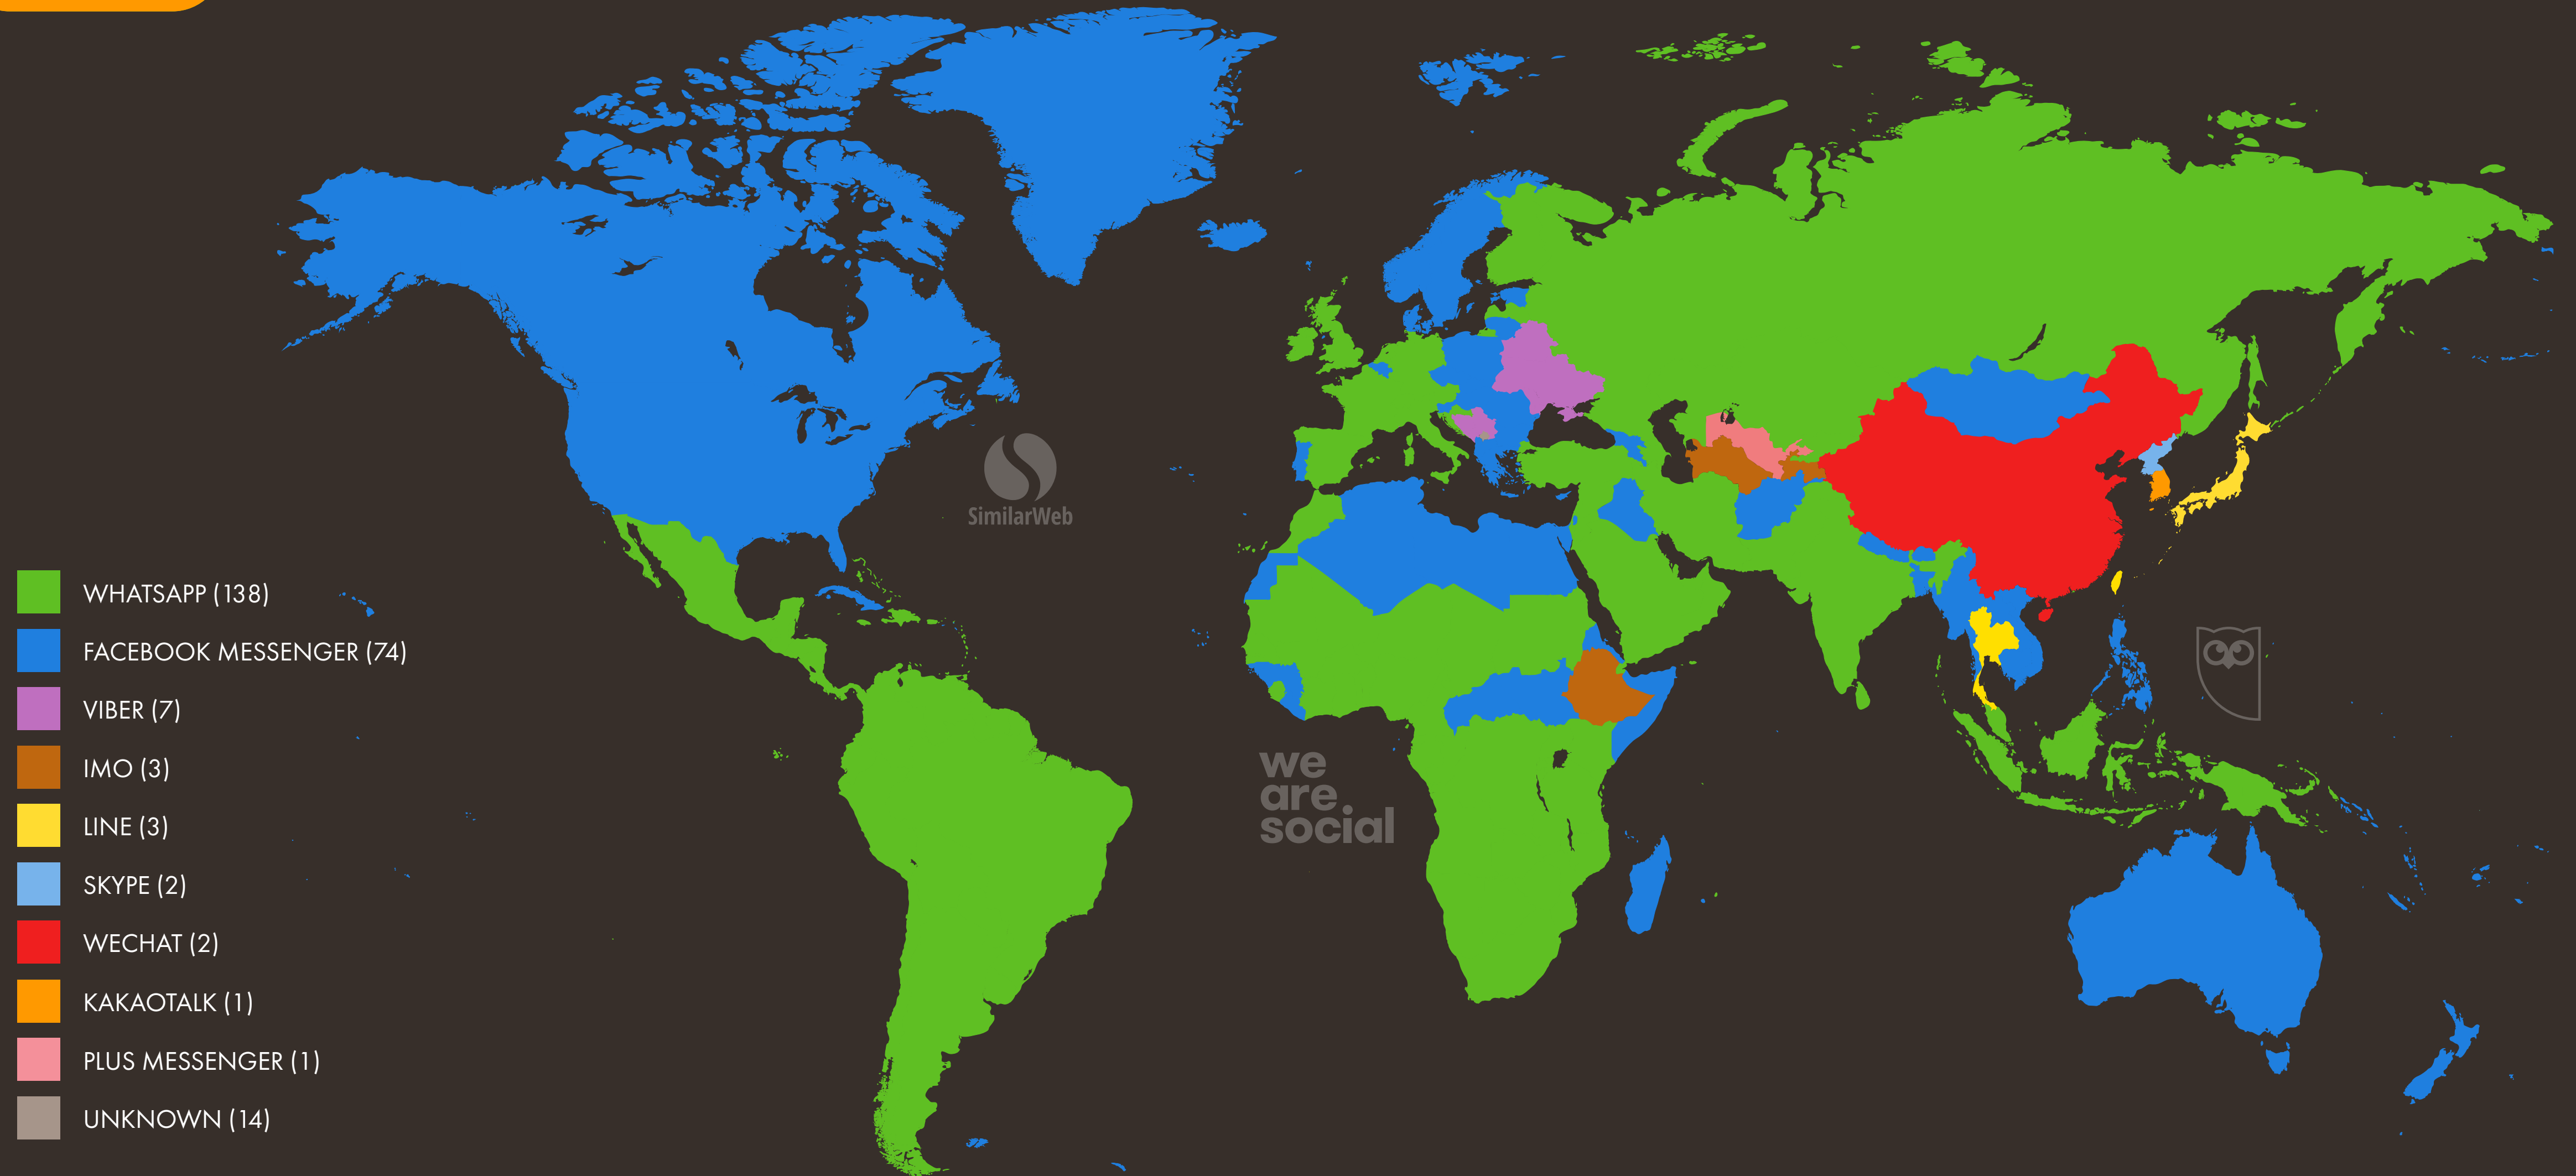 SimilarWeb
WHATSAPP (138)
FACEBOOK MESSENGER (74)
VIBER (7)
IMO (3)
LINE (3)
SKYPE (2)
WECHAT (2)
KAKAOTALK (1)
PLUS MESSENGER (1)
UNKNOWN (14)
we
are
social